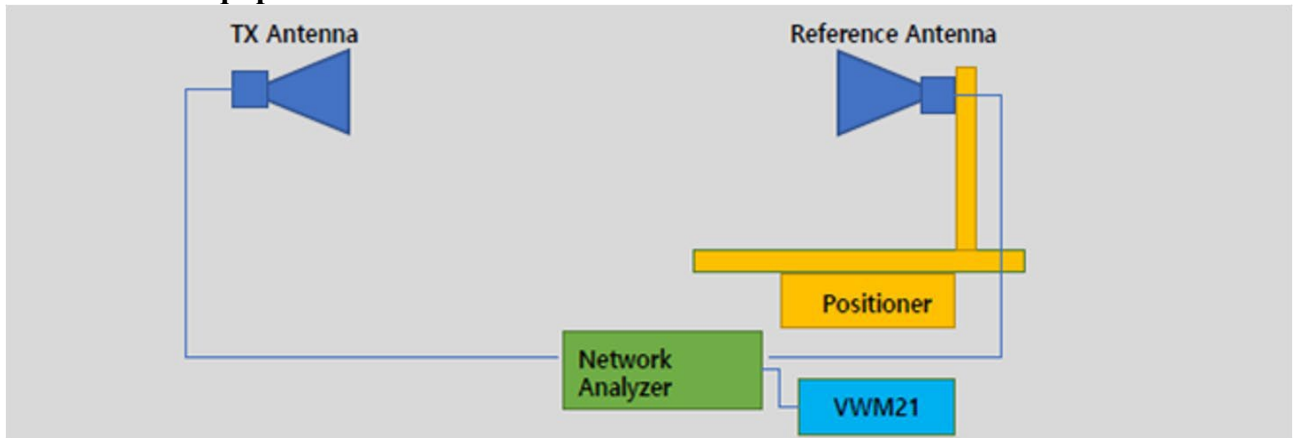 TX Antenna
Reference Antenna
Positioner
Network
Analyzer
VWM21